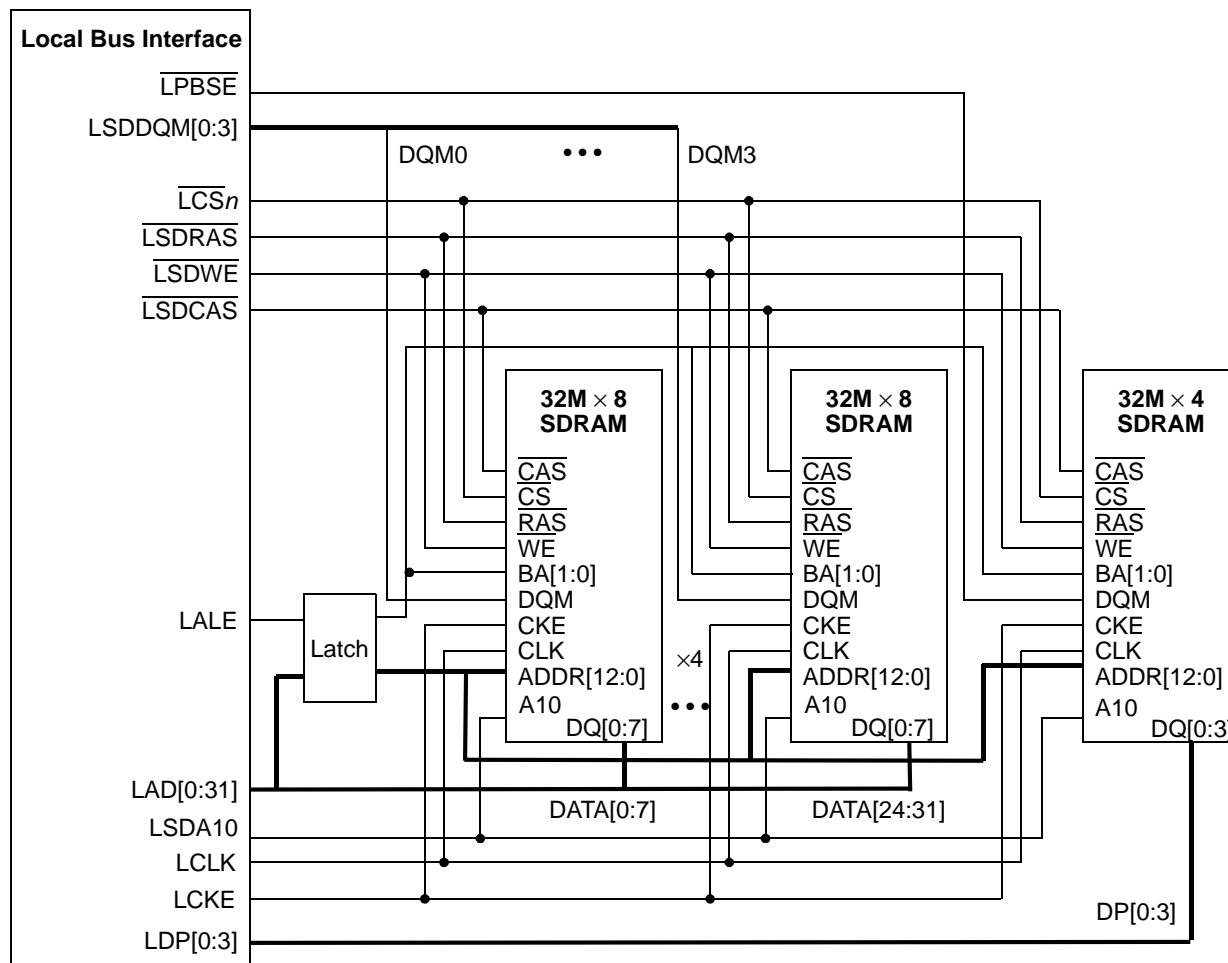 Local Bus Interface
LPBSE
LSDDQM[0:3]
DQM0
• • •
DQM3
LCSn
LSDRAS
LSDWE
LSDCAS
32M × 8
SDRAM
CAS
CS
RAS
WE
BA[1:0]
DQM
CKE
CLK
ADDR[12:0]
A10
DQ[0:7]
×4
• • •
32M × 8
SDRAM
CAS
CS
RAS
WE
BA[1:0]
DQM
CKE
CLK
ADDR[12:0]
A10
DQ[0:7]
32M × 4
SDRAM
CAS
CS
RAS
WE
BA[1:0]
DQM
CKE
CLK
ADDR[12:0]
A10
DQ[0:3]
LALE
Latch
LAD[0:31]
DATA[0:7]
DATA[24:31]
LSDA10
LCLK
LCKE
DP[0:3]
LDP[0:3]